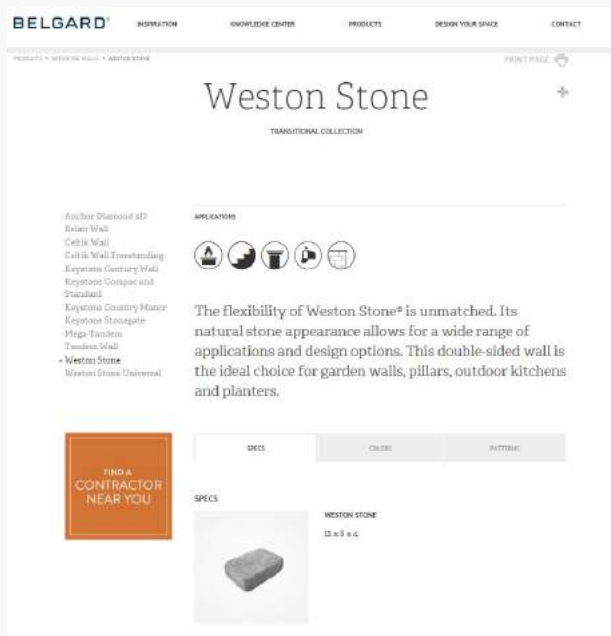 BELGARD®
INSPIRATION
KNOWLEDGE CENTER
PRODUCTS
DESIGN YOUR SPACE
CONTACT
PRODUCTS
WESTON STONE
PRINT PAGE
Weston Stone
TRANSITIONAL COLLECTION
Anchor Diamond
Belair Wall
Celtik Wall
Celtik Wall Freestanding
Keystone Century Wall
Keystone Compac and
Standard
Keystone Country Manor
Keystone Stonegate
Mega-Tandem
Tandem Wall
Weston Stone
Weston Stone Universal
APPLICATIONS
The flexibility of Weston Stone® is unmatched. Its
natural stone appearance allows for a wide range of
applications and design options. This double-sided wall is
the ideal choice for garden walls, pillars, outdoor kitchens
and planters.
FIND A
CONTRACTOR
NEAR YOU
SPECS
COLORS
PATTERNS
SPECS
WESTON STONE
12 x 8 x 4